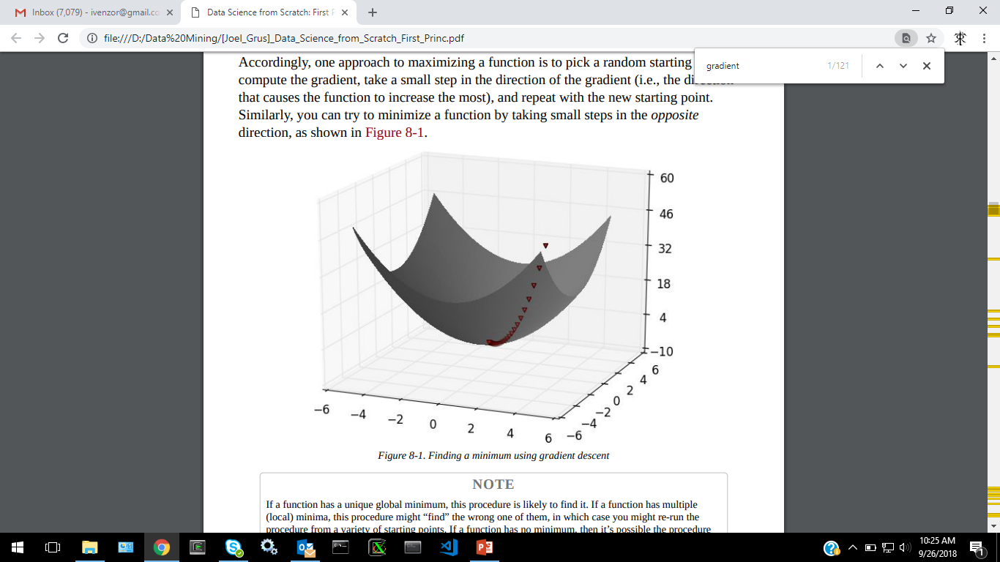 Inbox (7,079) - ivenzor@gmail.co
Data Science from Scratch: First P
file:///D:/Data%20Mining/[Joel_Grus]_Data_Science_from_Scratch_First_Princ.pdf
gradient 1/121
Accordingly, one approach to maximizing a function is to pick a random starting
compute the gradient, take a small step in the direction of the gradient (i.e., the direction
that causes the function to increase the most), and repeat with the new starting point.
Similarly, you can try to minimize a function by taking small steps in the opposite
direction, as shown in Figure 8-1.
60
46
32
18
4
−10
6
4
2
0
−2
−4
−6
−6
−4
−2
0
2
4
6
Figure 8-1. Finding a minimum using gradient descent
NOTE
If a function has a unique global minimum, this procedure is likely to find it. If a function has multiple
(local) minima, this procedure might “find” the wrong one of them, in which case you might re-run the
procedure from a variety of starting points. If a function has no minimum, then it’s possible the procedure
10:25 AM
9/26/2018
1